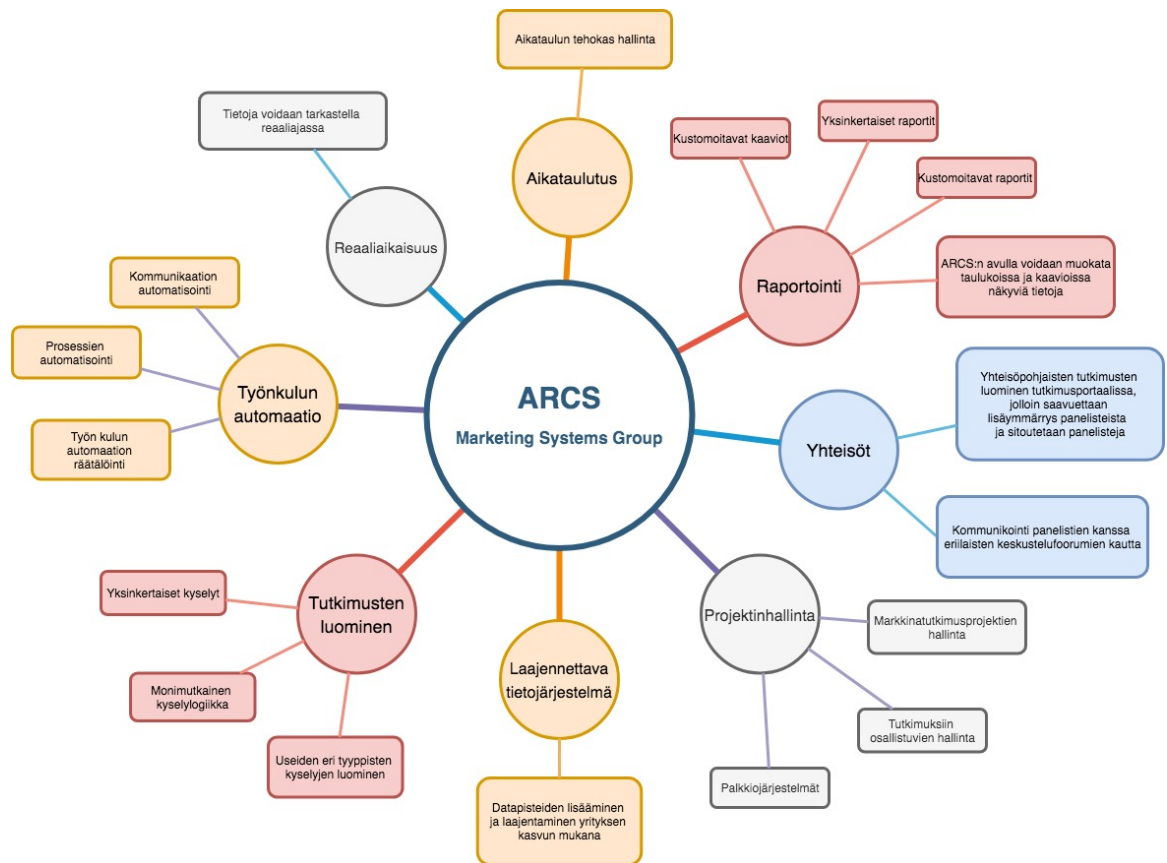 Aikataulun tehokas hallinta
Aikataulutus
Tietoja voidaan tarkastella
reaaliajassa
Reaaliaikaisuus
Kustomoitavat kaaviot
Yksinkertaiset raportit
Kustomoitavat raportit
ARCS:n avulla voidaan muokata
taulukoissa ja kaavioissa
näkyviä tietoja
Raportointi
Kommunikaation
automatisointi
Prosessien
automatisointi
Työn kulun
automaation
räätälöinti
Työnkulun
automaatio
ARCS
Marketing Systems Group
Yhteisöt
Yhteisöpohjaisten tutkimusten
luominen tutkimusportaalissa,
jolloin saavuettaan
lisäymmärrys panelisteista
ja sitoutetaan panelisteja
Kommunikointi panelistien kanssa
eriilaisten keskustelufoorumien kautta
Yksinkertaiset kyselyt
Monimutkainen
kyselylogiikka
Useiden eri tyyppisten
kyselyjen luominen
Tutkimusten
luominen
Laajennettava
tietojärjestelmä
Datapisteiden lisääminen
ja laajentaminen yrityksen
kasvun mukana
Projektinhallinta
Markkinatutkimusprojektien
hallinta
Tutkimuksiin
osallistuvien hallinta
Palkkiojärjestelmät